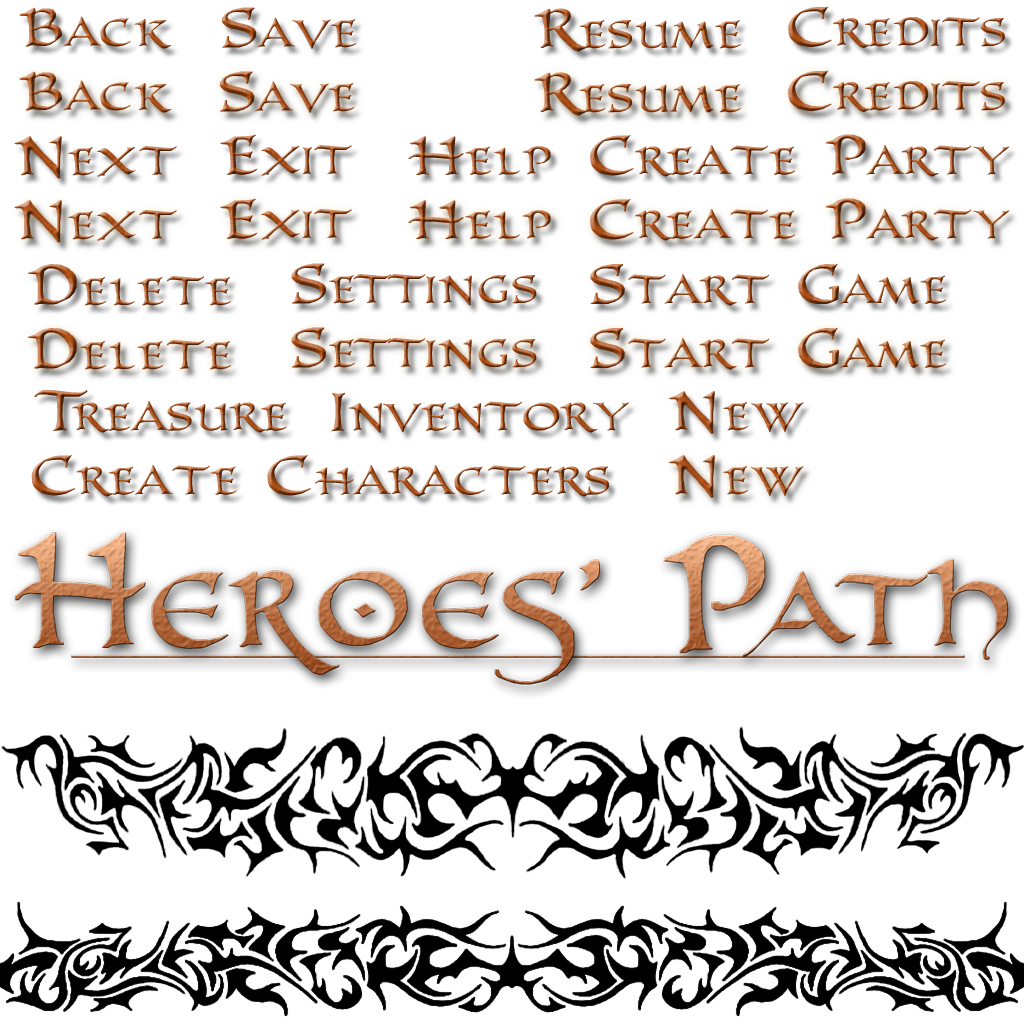 Back Save Resume Credits
Back Save Resume Credits
Next Exit Help Create Party
Next Exit Help Create Party
Delete Settings Start Game
Delete Settings Start Game
Treasure Inventory New
Create Characters New
Heroes' Path